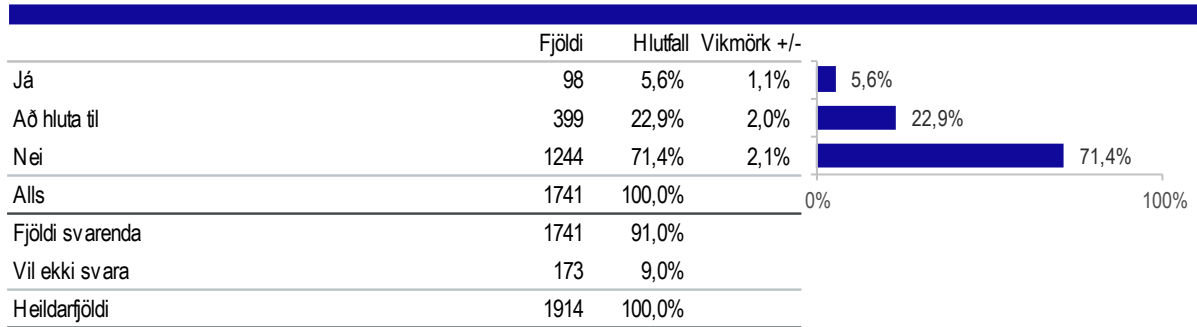 Fjöldi Hlutfall Vikmörk +/-
Já 98 5,6% 1,1% 5,6%
Að hluta til 399 22,9% 2,0% 22,9%
Nei 1244 71,4% 2,1% 71,4%
Alls 1741 100,0% 0% 100%
Fjöldi svarenda 1741 91,0%
Vil ekki svara 173 9,0%
Heildarfjöldi 1914 100,0%